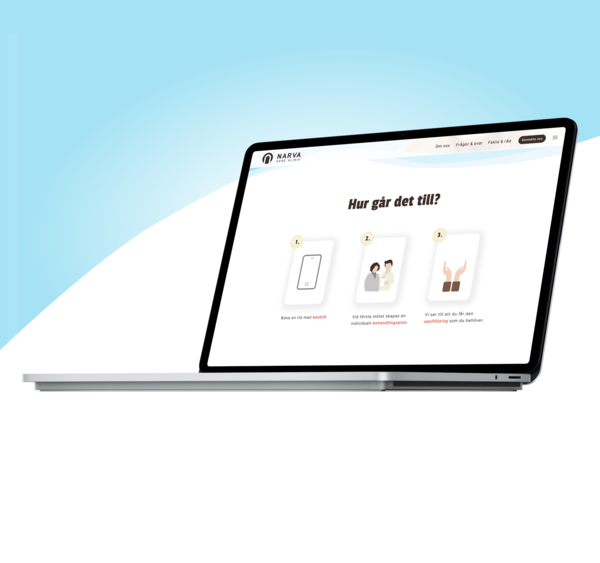 NARVA
Om oss
Frågor & svar
Fakta & råd
Kontakta oss
Hur går det till?
1.
2.
3.
Boka en tid med bankID.
Vid första mötet skapas en
individuell behandlingsplan.
Vi ser till att du får den
uppföljning som du behöver.